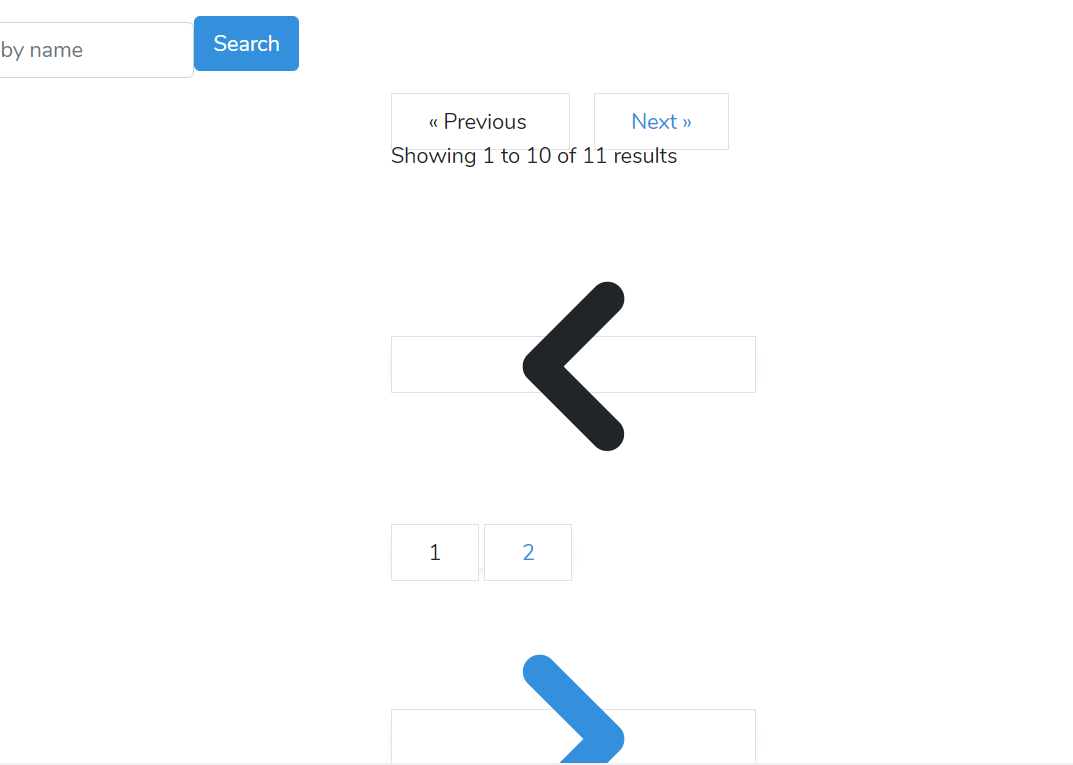 by name
Search
« Previous
Next »
Showing 1 to 10 of 11 results
1
2